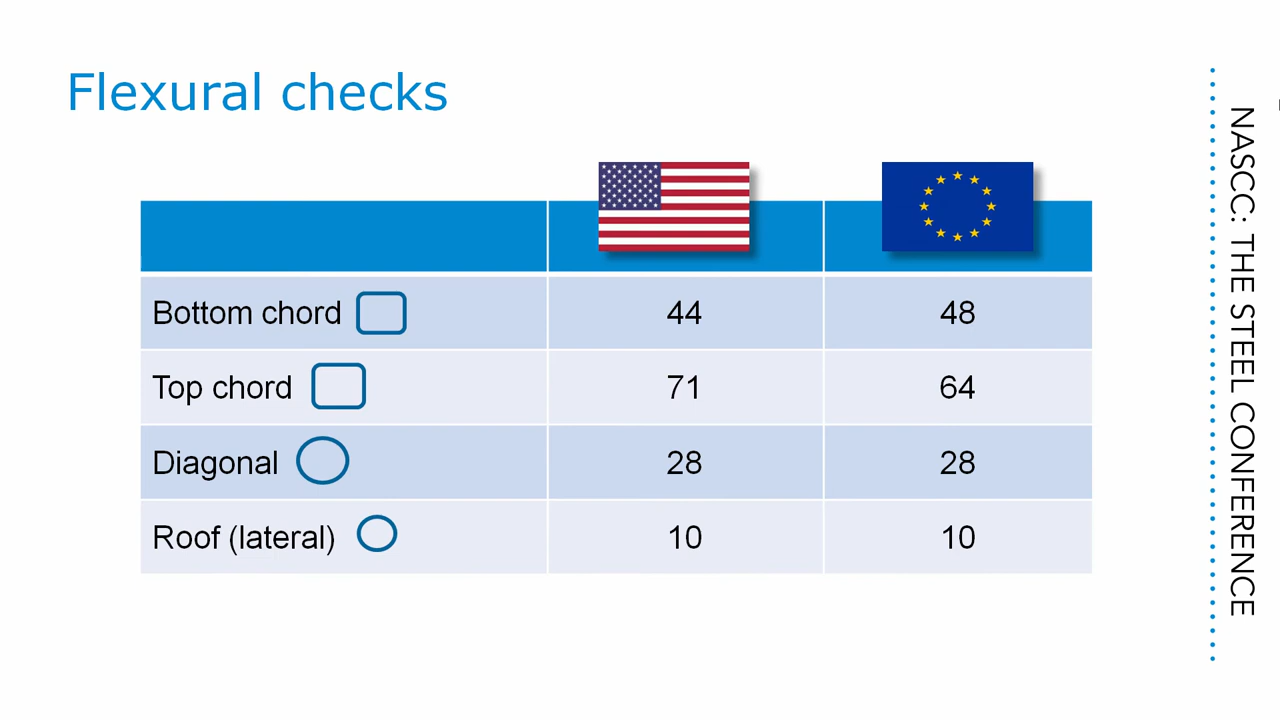 Flexural checks
Bottom chord 44 48
Top chord 71 64
Diagonal 28 28
Roof (lateral) 10 10
NASCC: THE STEEL CONFERENCE